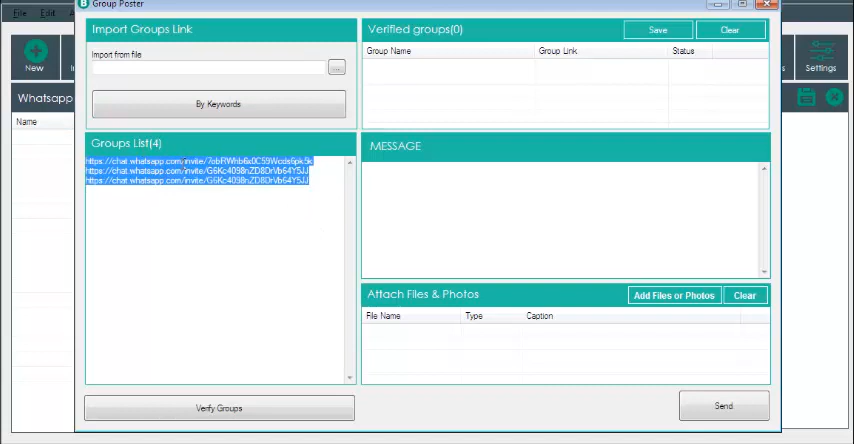 B Group Poster
File Edit
New
Settings
Whatsapp
Name
Import Groups Link
Import from file
...
By Keywords
Groups List(4)
https://chat.whatsapp.com/invite/
https://chat.whatsapp.com/invite/G6Kc4098nZD8DrVb64Y5JJ
https://chat.whatsapp.com/invite/G6Kc4098nZD8DrVb64Y5JJ
Verify Groups
Verified groups(0)
Save
Clear
Group Name Group Link Status
MESSAGE
Attach Files & Photos
Add Files or Photos
Clear
File Name Type Caption
Send